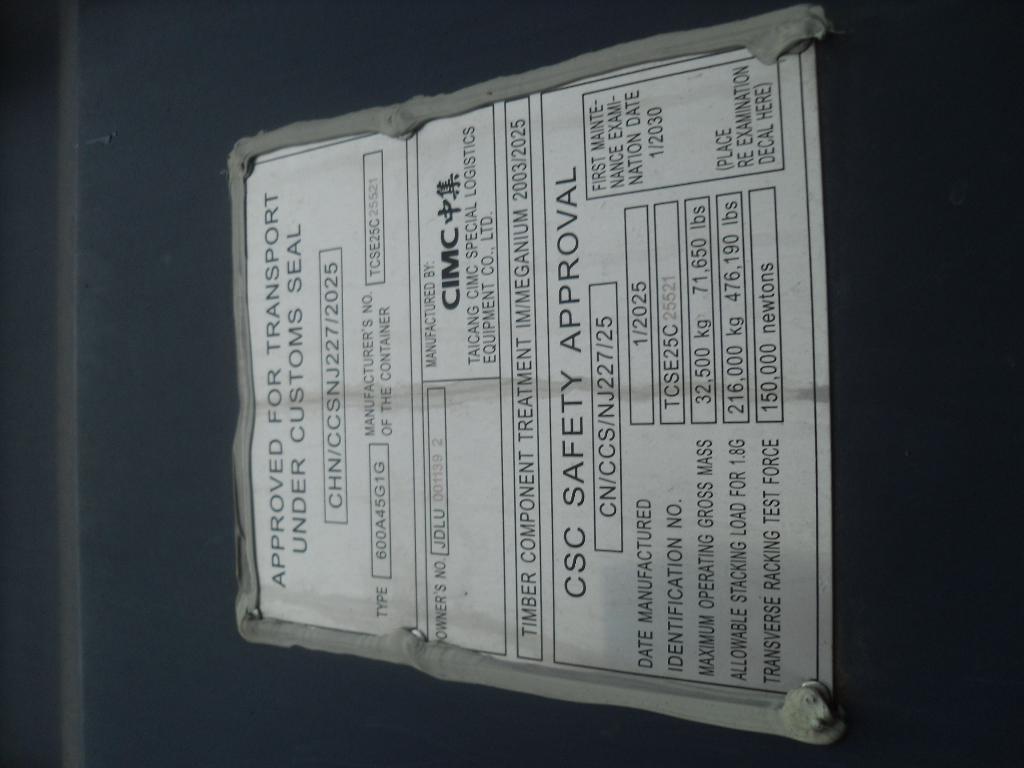 APPROVED FOR TRANSPORT
UNDER CUSTOMS SEAL
CHN/CCSNJ227/2025
TYPE 600A45G1G MANUFACTURER'S NO. OF THE CONTAINER TCSE25C25521
OWNER'S NO. JDLU 001139 2
MANUFACTURED BY:
CIMC中集
TAICANG CIMC SPECIAL LOGISTICS
EQUIPMENT CO., LTD.
TIMBER COMPONENT TREATMENT IM/MEGANIUM 2003/2025
CSC SAFETY APPROVAL
CN/CCS/NJ227/25
DATE MANUFACTURED 1/2025
IDENTIFICATION NO. TCSE25C25521
MAXIMUM OPERATING GROSS MASS 32,500 kg 71,650 lbs
ALLOWABLE STACKING LOAD FOR 1.8G 216,000 kg 476,190 lbs
TRANSVERSE RACKING TEST FORCE 150,000 newtons
FIRST MAINTE-
NANCE EXAMI-
NATION DATE
1/2030
(PLACE
RE EXAMINATION
DECAL HERE)